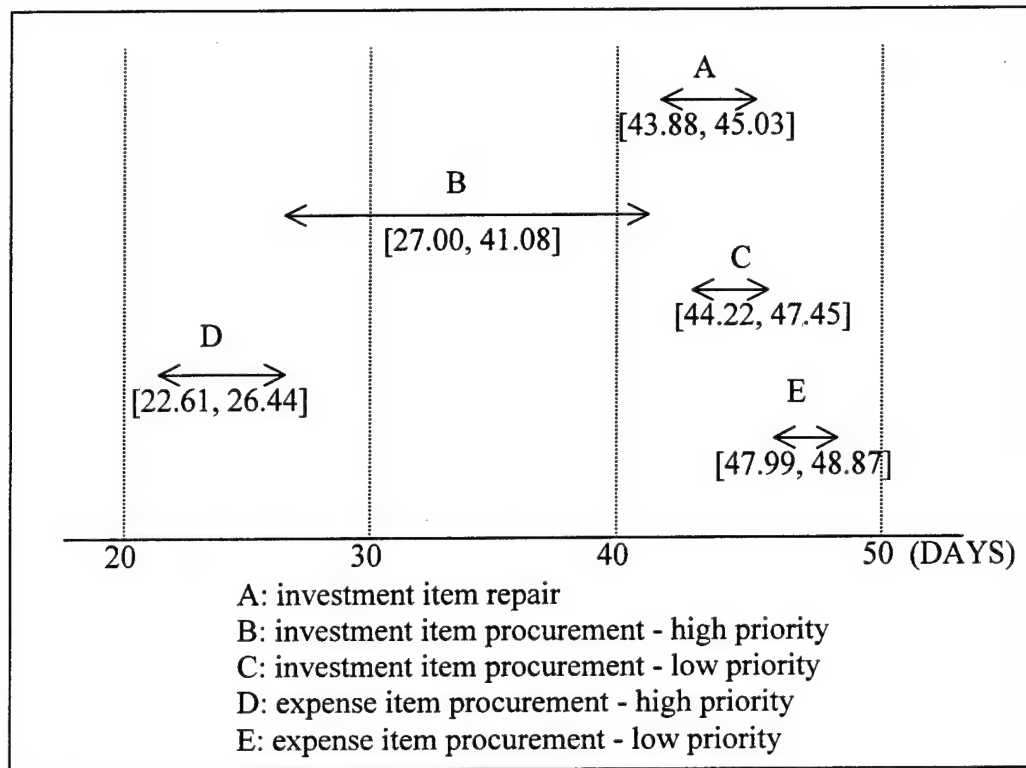 A
[43.88, 45.03]
B
[27.00, 41.08]
C
[44.22, 47.45]
D
[22.61, 26.44]
E
[47.99, 48.87]
20 30 40 50 (DAYS)
A: investment item repair
B: investment item procurement - high priority
C: investment item procurement - low priority
D: expense item procurement - high priority
E: expense item procurement - low priority